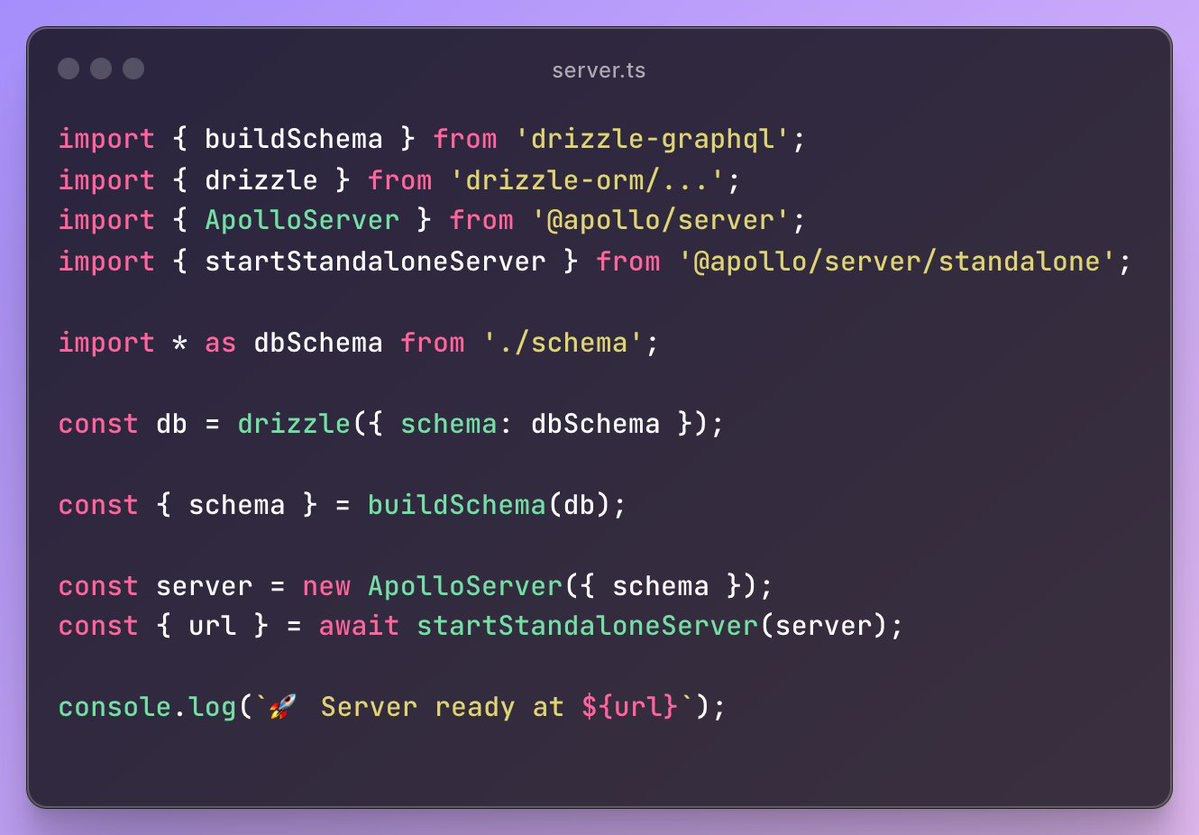 server.ts
import { buildSchema } from 'drizzle-graphql';
import { drizzle } from 'drizzle-orm/...';
import { ApolloServer } from '@apollo/server';
import { startStandaloneServer } from '@apollo/server/standalone';
import * as dbSchema from './schema';
const db = drizzle({ schema: dbSchema });
const { schema } = buildSchema(db);
const server = new ApolloServer({ schema });
const { url } = await startStandaloneServer(server);
console.log(`🚀 Server ready at ${url}`);